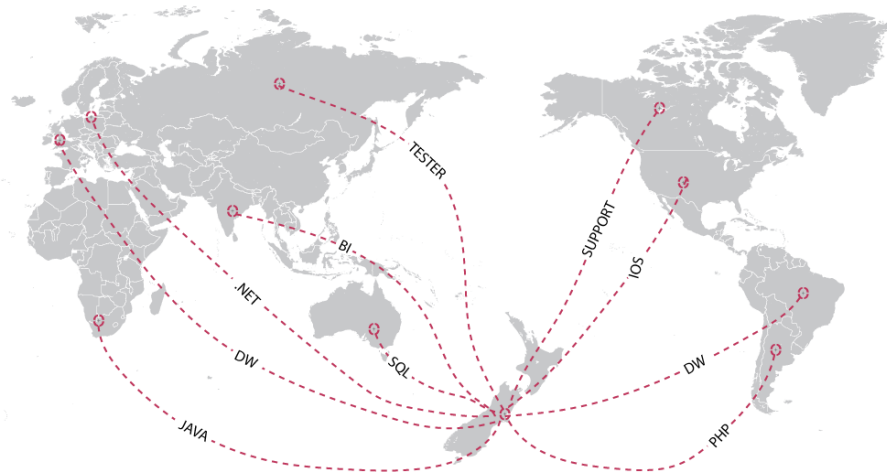 TESTER
SUPPORT
BI
IOS
.NET
DW
SQL
DW
JAVA
PHP